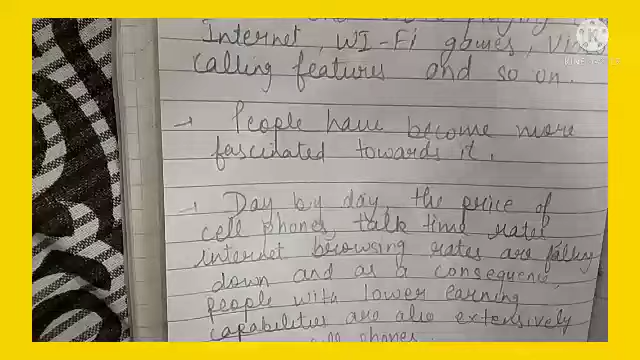 Internet, WI-Fi games, Video
calling features and so on.
→ People have become more
fascinated towards it.
→ Day by day, the price of
cell phones, talk time rates
internet browsing rates are falling
down and as a consequence,
people with lower earning
capabilities are also extensively
phones
KINEMASTER